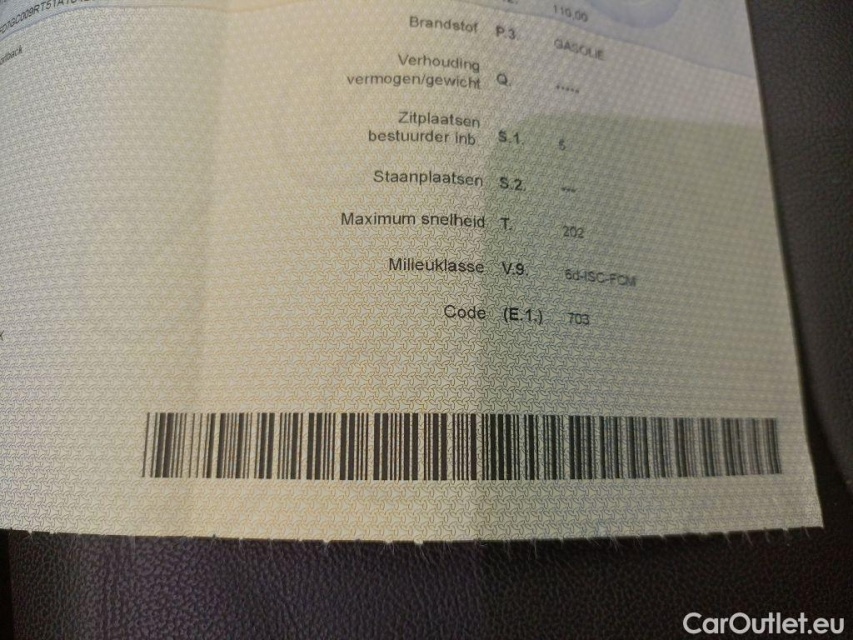 110,00
Brandstof P.3. GASOLIE
Verhouding
vermogen/gewicht Q. *****
Zitplaatsen
bestuurder inb. S.1. 5
Staanplaatsen S.2. ---
Maximum snelheid T. 202
Milieuklasse V.9. 6d-ISC-FCM
Code (E.1.) 703
CarOutlet.eu